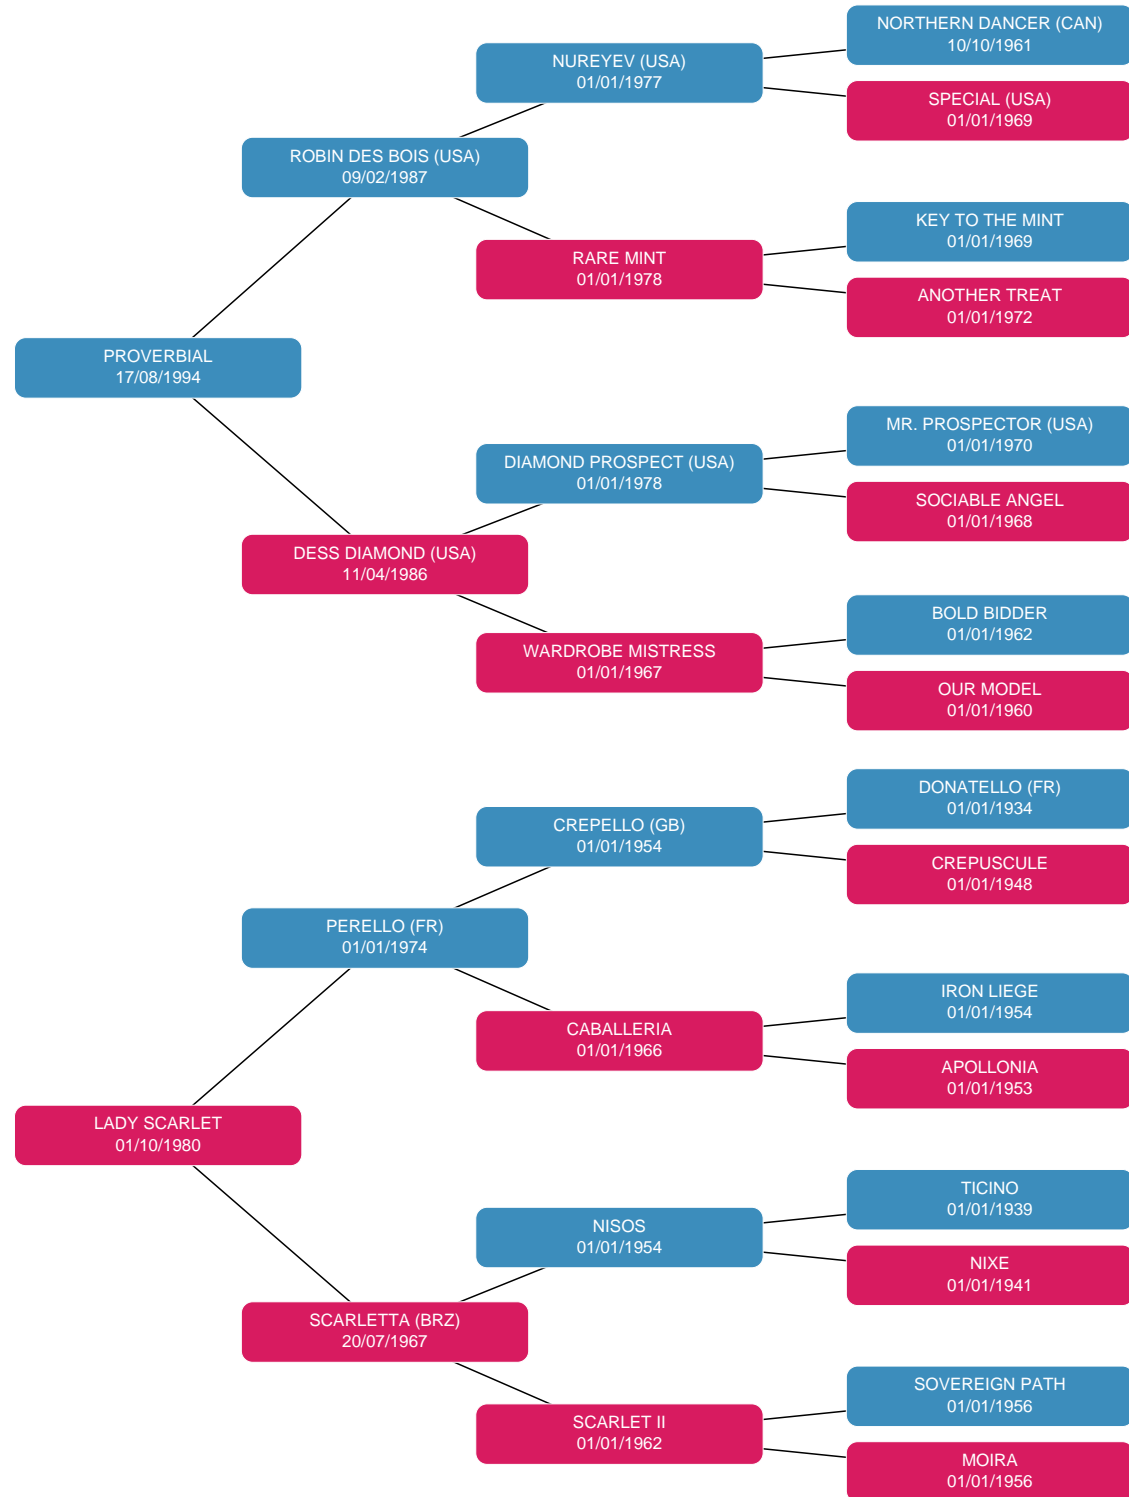 NORTHERN DANCER (CAN)
10/10/1961
NUREYEV (USA)
01/01/1977
SPECIAL (USA)
01/01/1969
ROBIN DES BOIS (USA)
09/02/1987
KEY TO THE MINT
01/01/1969
RARE MINT
01/01/1978
ANOTHER TREAT
01/01/1972
PROVERBIAL
17/08/1994
MR. PROSPECTOR (USA)
01/01/1970
DIAMOND PROSPECT (USA)
01/01/1978
SOCIABLE ANGEL
01/01/1968
DESS DIAMOND (USA)
11/04/1986
BOLD BIDDER
01/01/1962
WARDROBE MISTRESS
01/01/1967
OUR MODEL
01/01/1960
DONATELLO (FR)
01/01/1934
CREPELLO (GB)
01/01/1954
CREPUSCULE
01/01/1948
PERELLO (FR)
01/01/1974
IRON LIEGE
01/01/1954
CABALLERIA
01/01/1966
APOLLONIA
01/01/1953
LADY SCARLET
01/10/1980
TICINO
01/01/1939
NISOS
01/01/1954
NIXE
01/01/1941
SCARLETTA (BRZ)
20/07/1967
SOVEREIGN PATH
01/01/1956
SCARLET II
01/01/1962
MOIRA
01/01/1956